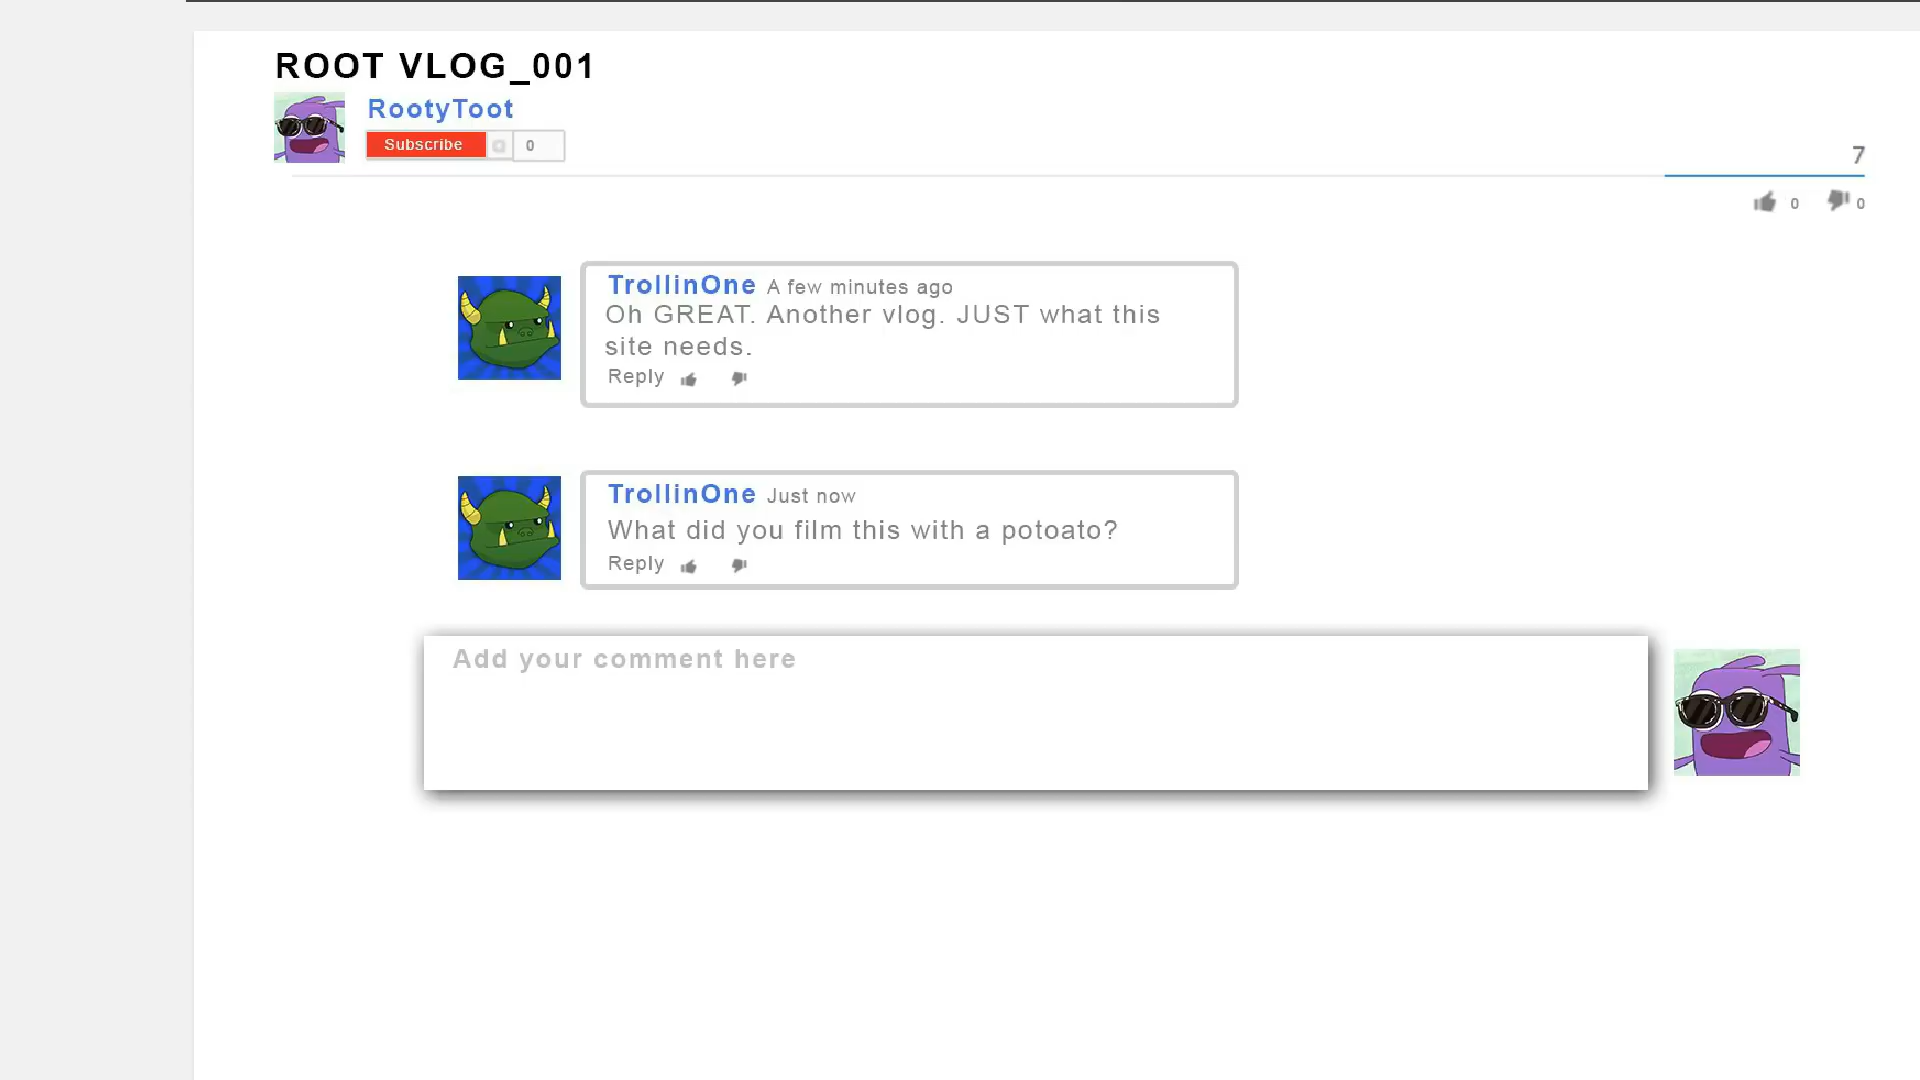 ROOT VLOG_001
RootyToot
Subscribe 0
7
0 0
TrollinOne A few minutes ago
Oh GREAT. Another vlog. JUST what this
site needs.
Reply
TrollinOne Just now
What did you film this with a potoato?
Reply
Add your comment here